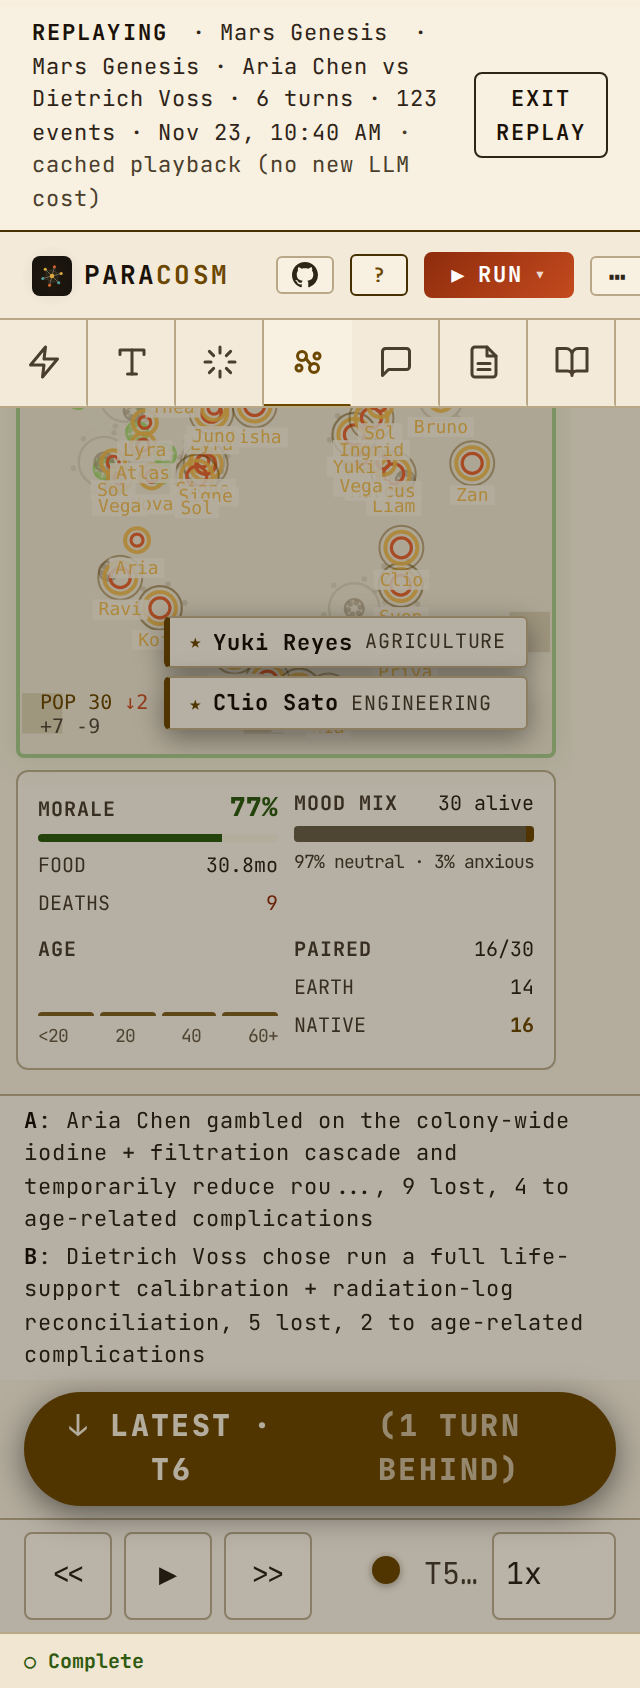 REPLAYING · Mars Genesis ·
Mars Genesis · Aria Chen vs
Dietrich Voss · 6 turns · 123
events · Nov 23, 10:40 AM ·
cached playback (no new LLM
cost)
EXIT
REPLAY
PARACOSM
?
▶ RUN ▾
…
Lyra
Juno
isha
Sol
Ingrid
Bruno
Atlas
Yuki
Sol
Signe
Vega
Zan
Vega
ova
Sol
Liam
Aria
Clio
Ravi
★ Yuki Reyes AGRICULTURE
★ Clio Sato ENGINEERING
POP 30 ↓2
+7 -9
MORALE 77%
MOOD MIX 30 alive
FOOD 30.8mo
97% neutral · 3% anxious
DEATHS 9
AGE
PAIRED 16/30
EARTH 14
NATIVE 16
<20 20 40 60+
A: Aria Chen gambled on the colony-wide
iodine + filtration cascade and
temporarily reduce rou..., 9 lost, 4 to
age-related complications
B: Dietrich Voss chose run a full life-
support calibration + radiation-log
reconciliation, 5 lost, 2 to age-related
complications
↓ LATEST · (1 TURN
T6 BEHIND)
<< ▶ >> T5… 1x
Complete